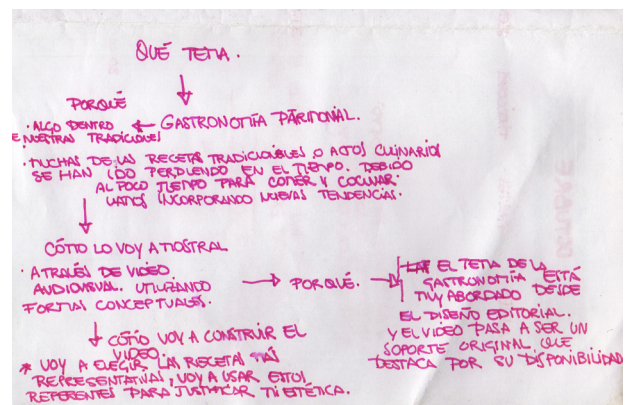 QUÉ TEMA.
PORQUÉ
GASTRONOMÍA PATRIMONIAL.
· ALGO DENTRO
DE NUESTRAS TRADICIONES
· MUCHAS DE LAS RECETAS TRADICIONALES O ACTOS CULINARIOS
SE HAN IDO PERDIENDO EN EL TIEMPO. DEBIDO
AL POCO TIEMPO PARA COMER Y COCINAR.
VAMOS INCORPORANDO NUEVAS TENDENCIAS.
CÓMO LO VOY A MOSTRAR
· A TRAVÉS DE VIDEO
AUDIOVISUAL. UTILIZANDO
FORMAS CONCEPTUALES.
PORQUÉ.
EL TEMA DE LA
GASTRONOMÍA ESTÁ
MUY ABORDADO DESDE
EL DISEÑO EDITORIAL.
Y EL VIDEO PASA A SER UN
SOPORTE ORIGINAL, QUE
DESTACA POR SU DISPONIBILIDAD
CÓMO VOY A CONSTRUIR EL
VIDEO.
* VOY A ELEGIR LAS RECETAS MÁS
REPRESENTATIVAS, VOY A USAR ESTOS
REFERENTES PARA JUSTIFICAR MI ESTÉTICA.